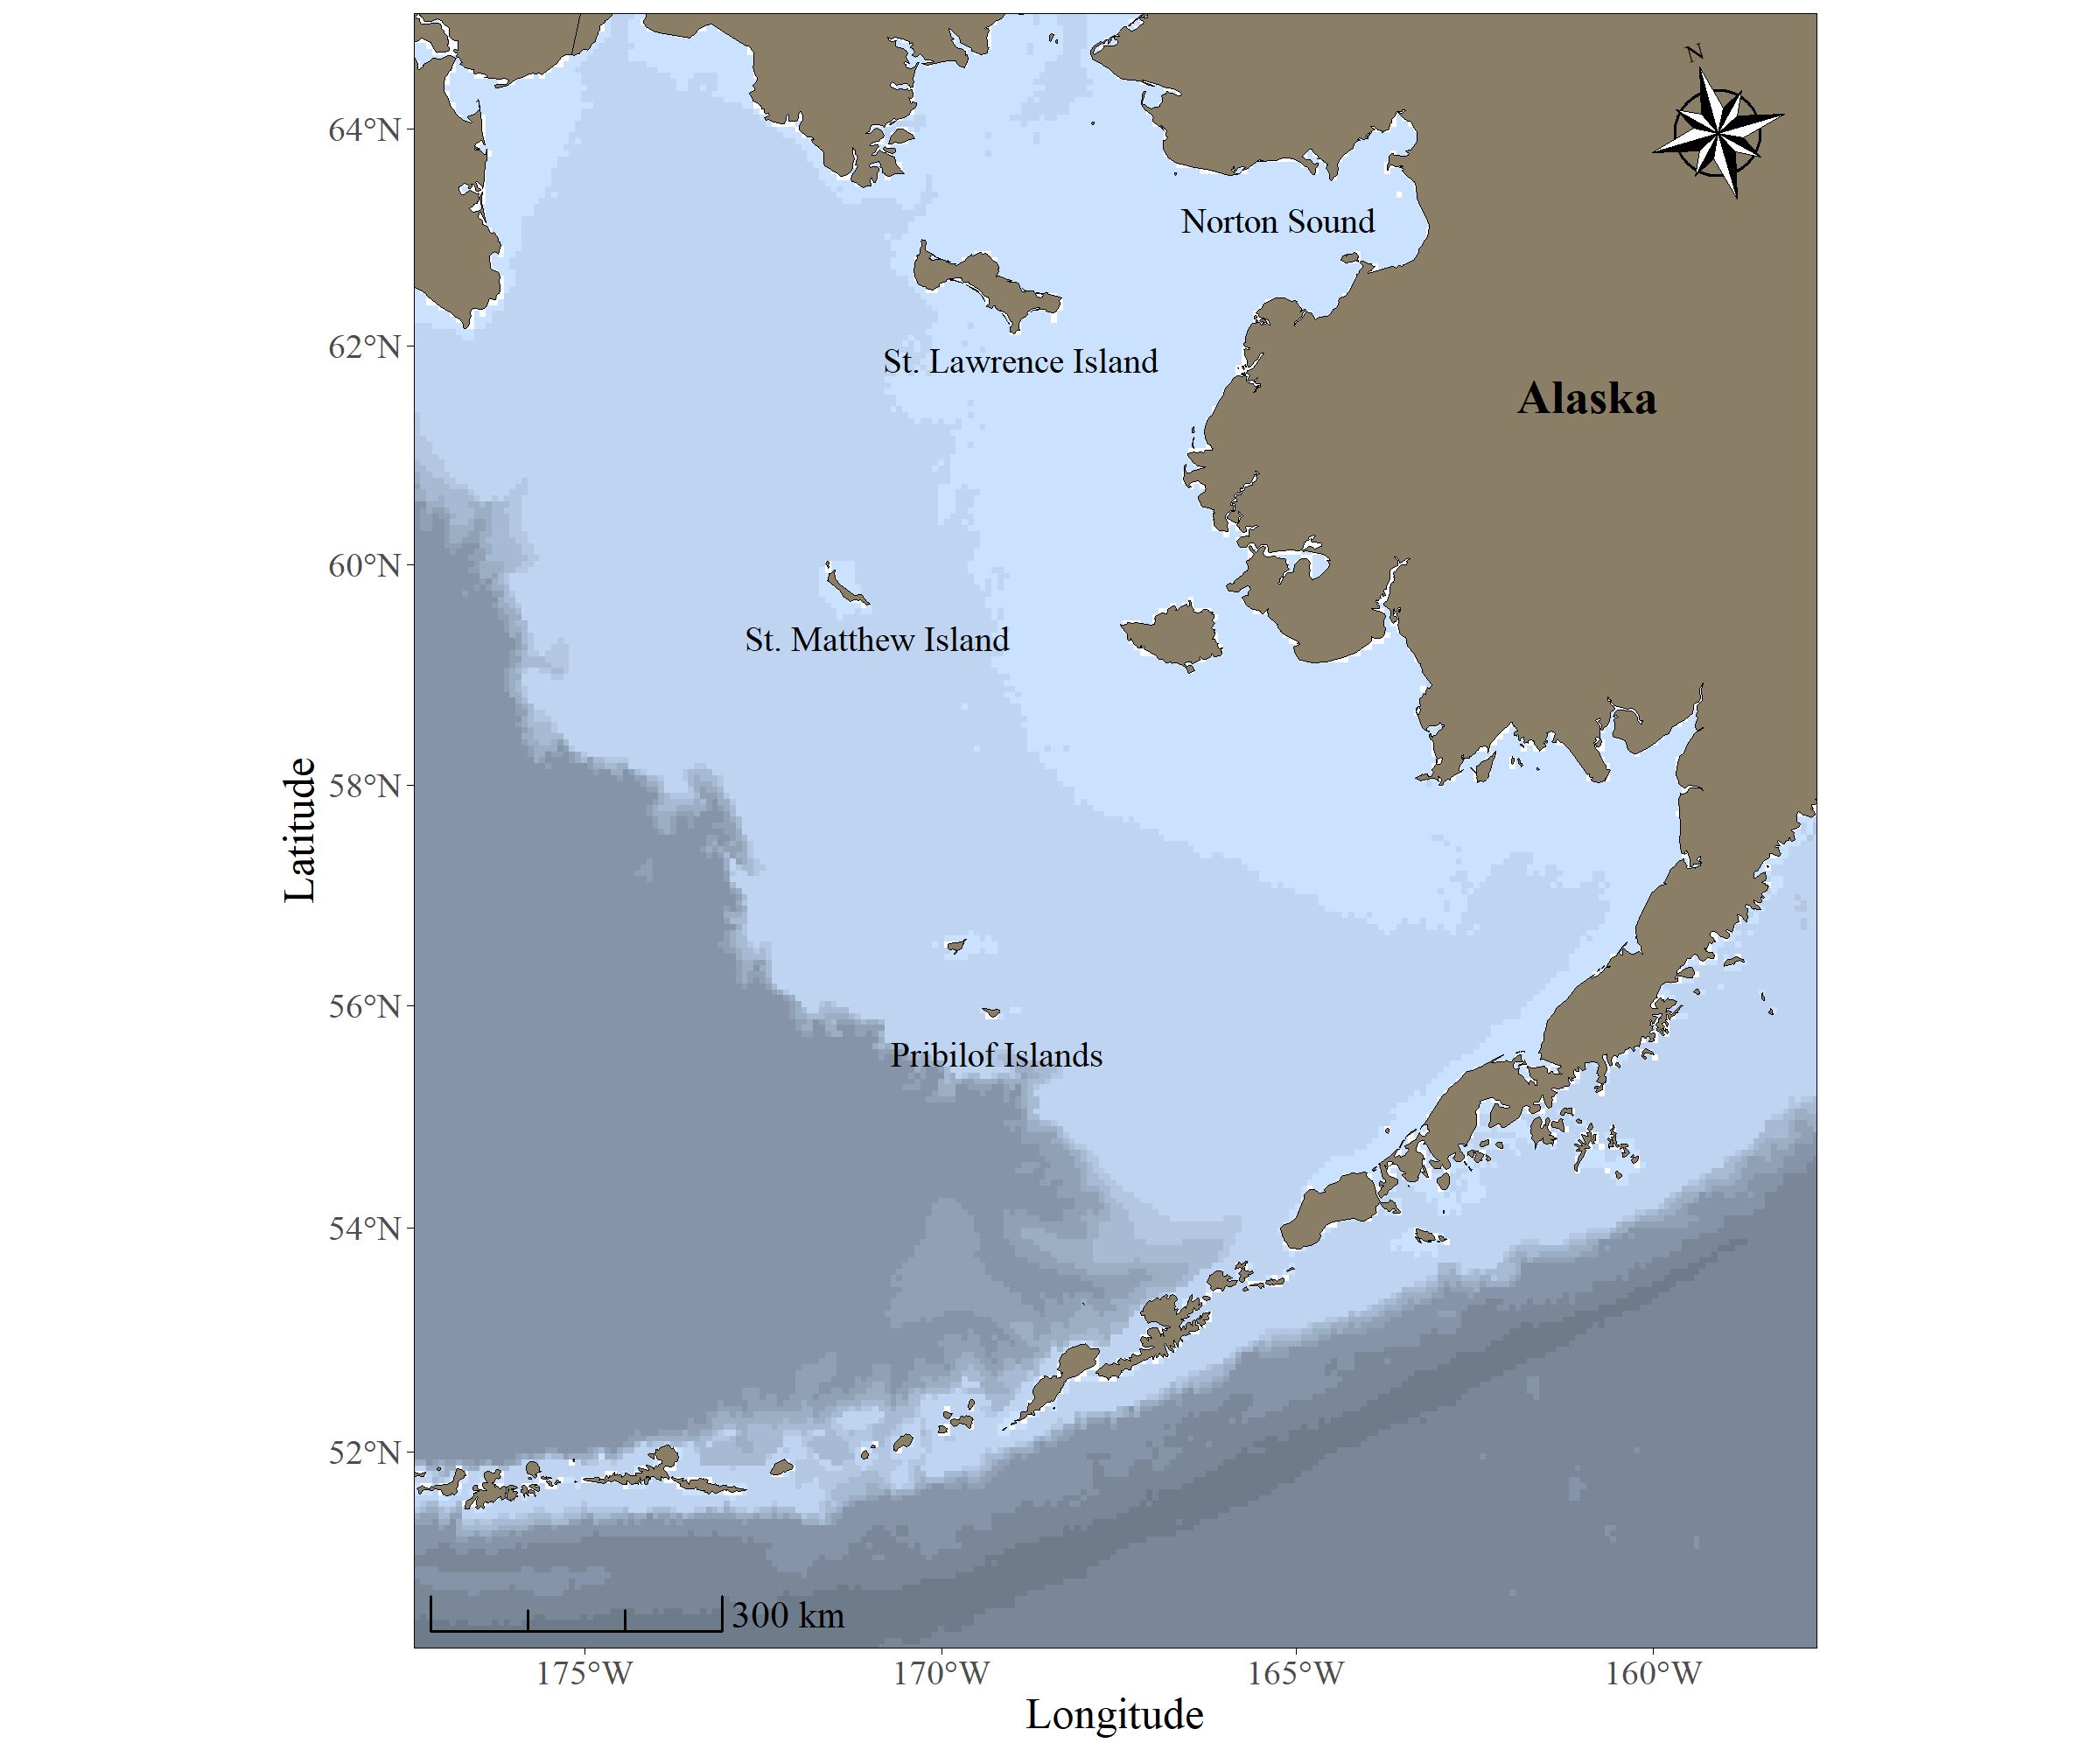 N
64°N
Norton Sound
62°N
St. Lawrence Island
Alaska
60°N
St. Matthew Island
58°N
Latitude
56°N
Pribilof Islands
54°N
52°N
300 km
175°W
170°W
165°W
160°W
Longitude